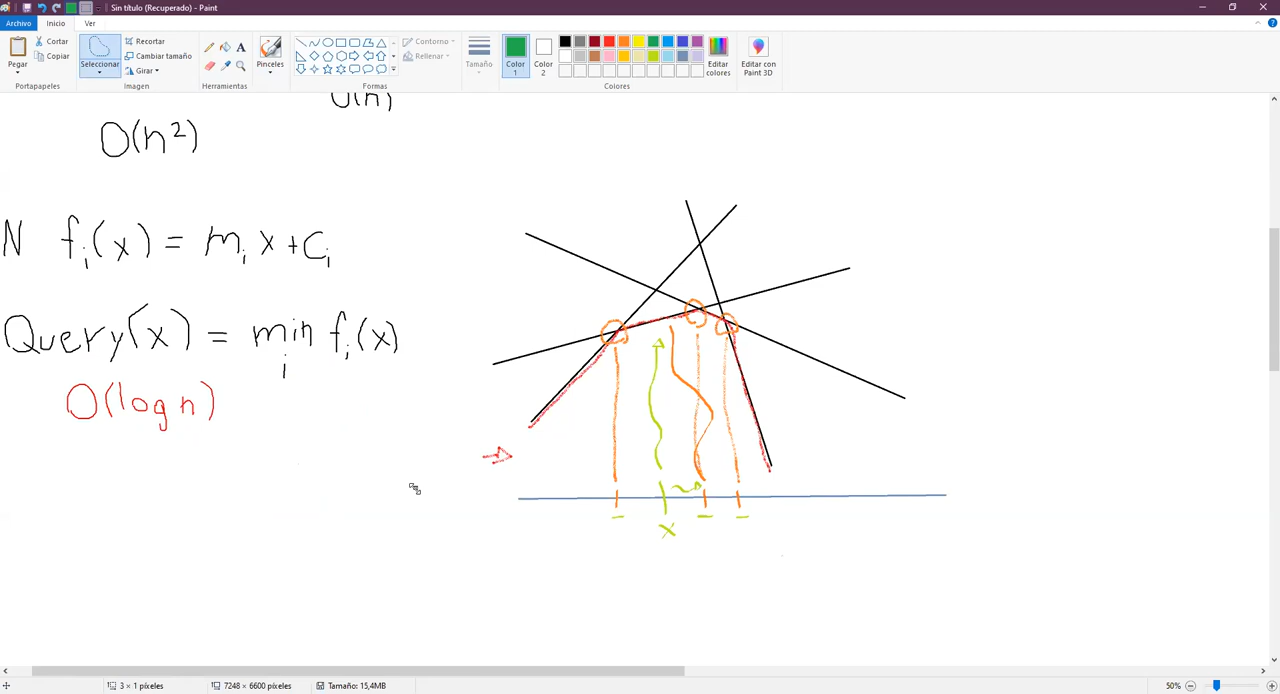 Sin título (Recuperado) - Paint
Archivo Inicio Ver
Pegar
Cortar
Copiar
Portapapeles
Seleccionar
Recortar
Cambiar tamaño
Girar
Imagen
A
Herramientas
Pinceles
Contorno
Rellenar
Formas
Tamaño
Color 1
Color 2
Editar colores
Colores
Editar con Paint 3D
O(n)
O(n²)
N fᵢ(x) = mᵢ x + cᵢ
Query(x) = min fᵢ(x)
i
O(log n)
x
3 × 1 píxeles
7248 × 6600 píxeles
Tamaño: 15,4MB
50%